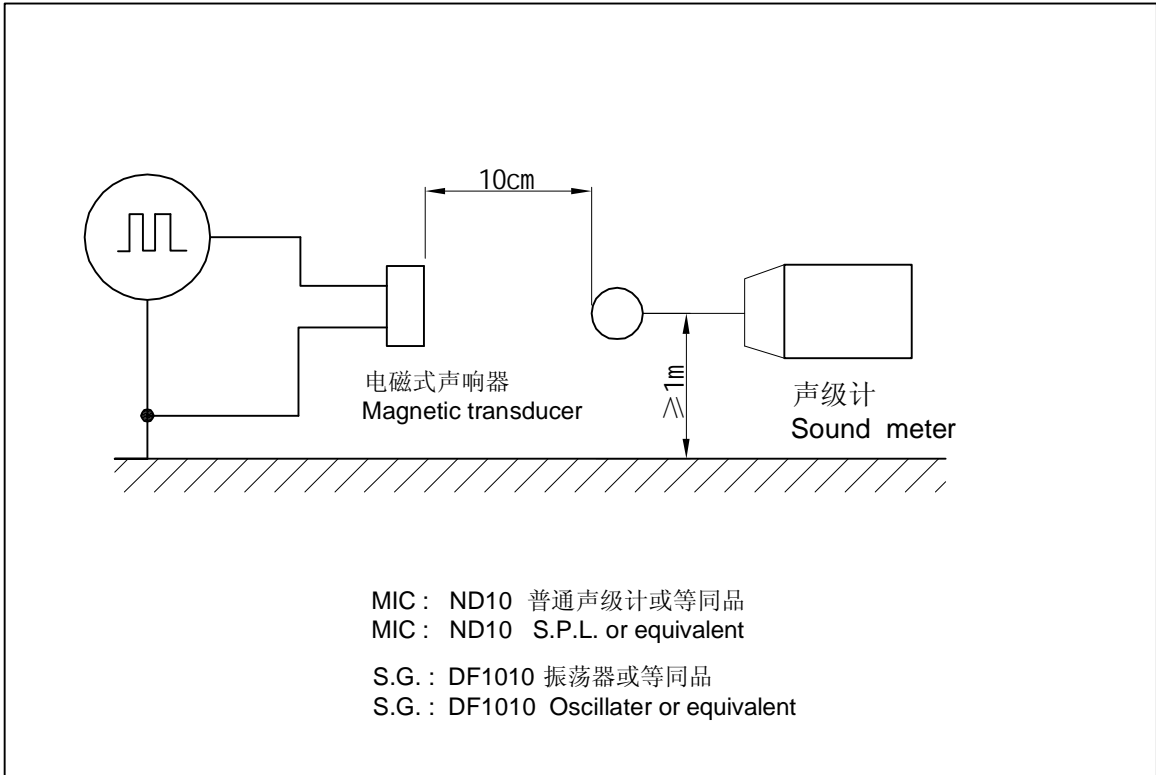 10cm
≥1m
电磁式声响器
Magnetic transducer
声级计
Sound meter
MIC : ND10 普通声级计或等同品
MIC : ND10 S.P.L. or equivalent
S.G. : DF1010 振荡器或等同品
S.G. : DF1010 Oscillater or equivalent